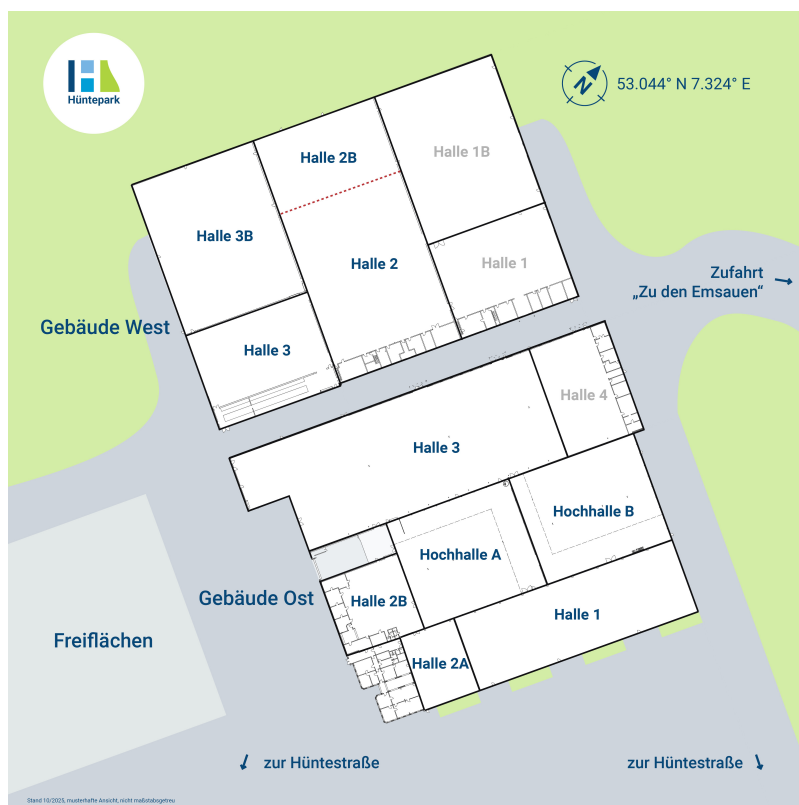 Hüntepark
N
53.044° N 7.324° E
Halle 2B
Halle 1B
Halle 3B
Halle 2
Halle 1
Zufahrt
„Zu den Emsauen“
Gebäude West
Halle 3
Halle 4
Halle 3
Hochhalle B
Hochhalle A
Gebäude Ost
Halle 2B
Halle 1
Freiflächen
Halle 2A
zur Hüntestraße
zur Hüntestraße
Stand 10/2025, musterhafte Ansicht, nicht maßstabsgetreu